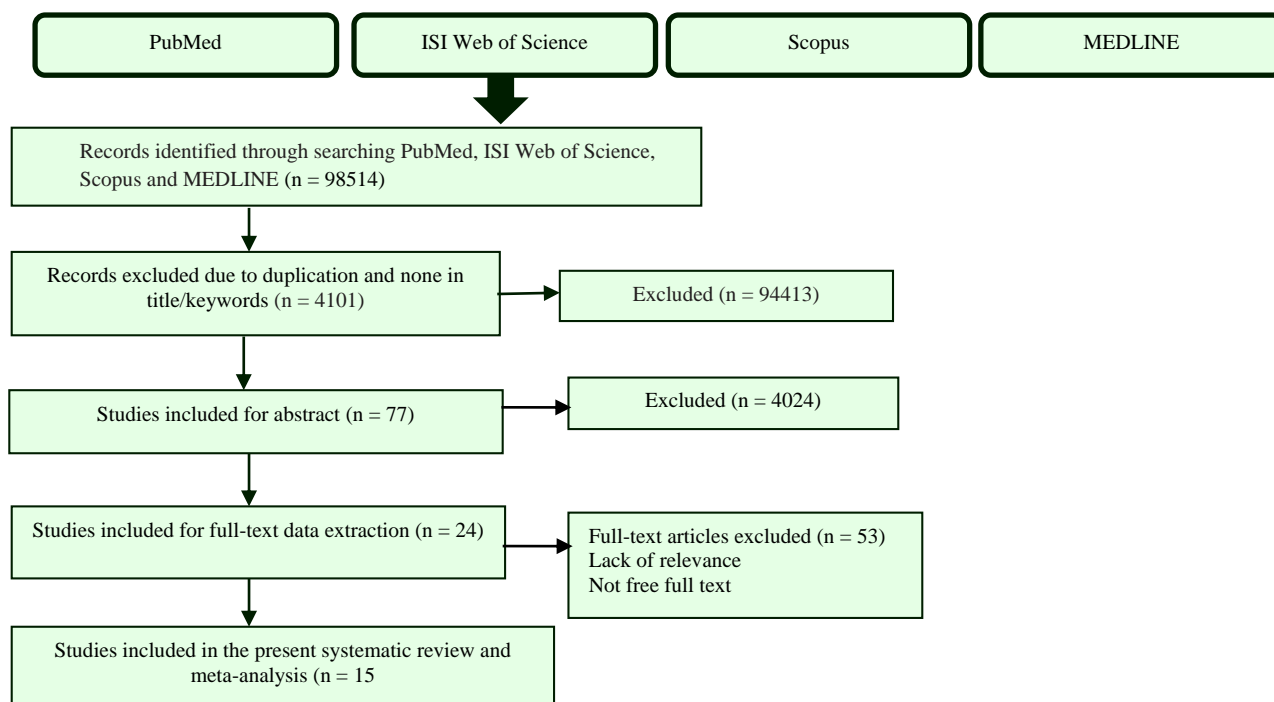 PubMed
ISI Web of Science
Scopus
MEDLINE
Records identified through searching PubMed, ISI Web of Science,
Scopus and MEDLINE (n = 98514)
Records excluded due to duplication and none in
title/keywords (n = 4101)
Excluded (n = 94413)
Studies included for abstract (n = 77)
Excluded (n = 4024)
Studies included for full-text data extraction (n = 24)
Full-text articles excluded (n = 53)
Lack of relevance
Not free full text
Studies included in the present systematic review and
meta-analysis (n = 15